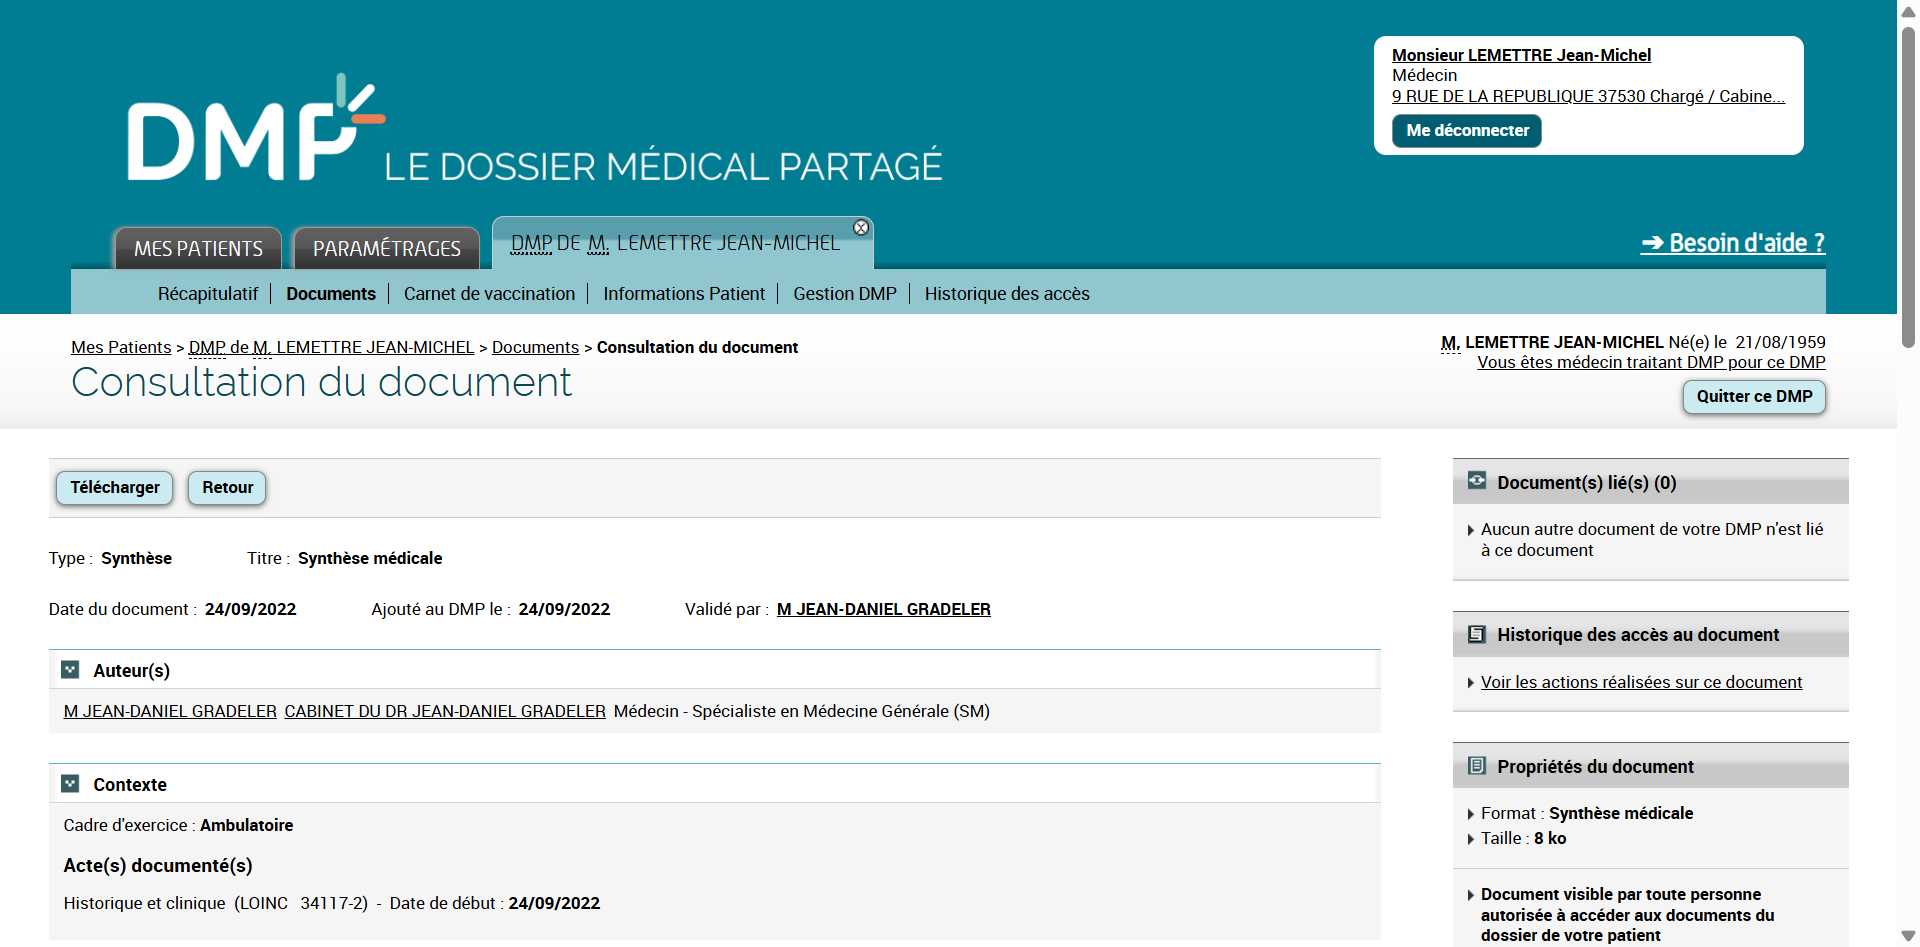 Monsieur LEMETTRE Jean-Michel
Médecin
9 RUE DE LA REPUBLIQUE 37530 Chargé / Cabine...
Me déconnecter
DMP LE DOSSIER MÉDICAL PARTAGÉ
MES PATIENTS PARAMÉTRAGES DMP DE M. LEMETTRE JEAN-MICHEL
➔ Besoin d'aide ?
Récapitulatif Documents Carnet de vaccination Informations Patient Gestion DMP Historique des accès
Mes Patients > DMP de M. LEMETTRE JEAN-MICHEL > Documents > Consultation du document
Consultation du document
M. LEMETTRE JEAN-MICHEL Né(e) le 21/08/1959
Vous êtes médecin traitant DMP pour ce DMP
Quitter ce DMP
Télécharger Retour
Type : Synthèse Titre : Synthèse médicale
Date du document : 24/09/2022 Ajouté au DMP le : 24/09/2022 Validé par : M JEAN-DANIEL GRADELER
Auteur(s)
M JEAN-DANIEL GRADELER CABINET DU DR JEAN-DANIEL GRADELER Médecin - Spécialiste en Médecine Générale (SM)
Contexte
Cadre d'exercice : Ambulatoire
Acte(s) documenté(s)
Historique et clinique (LOINC 34117-2) - Date de début : 24/09/2022
Document(s) lié(s) (0)
Aucun autre document de votre DMP n'est lié
à ce document
Historique des accès au document
Voir les actions réalisées sur ce document
Propriétés du document
Format : Synthèse médicale
Taille : 8 ko
Document visible par toute personne
autorisée à accéder aux documents du
dossier de votre patient